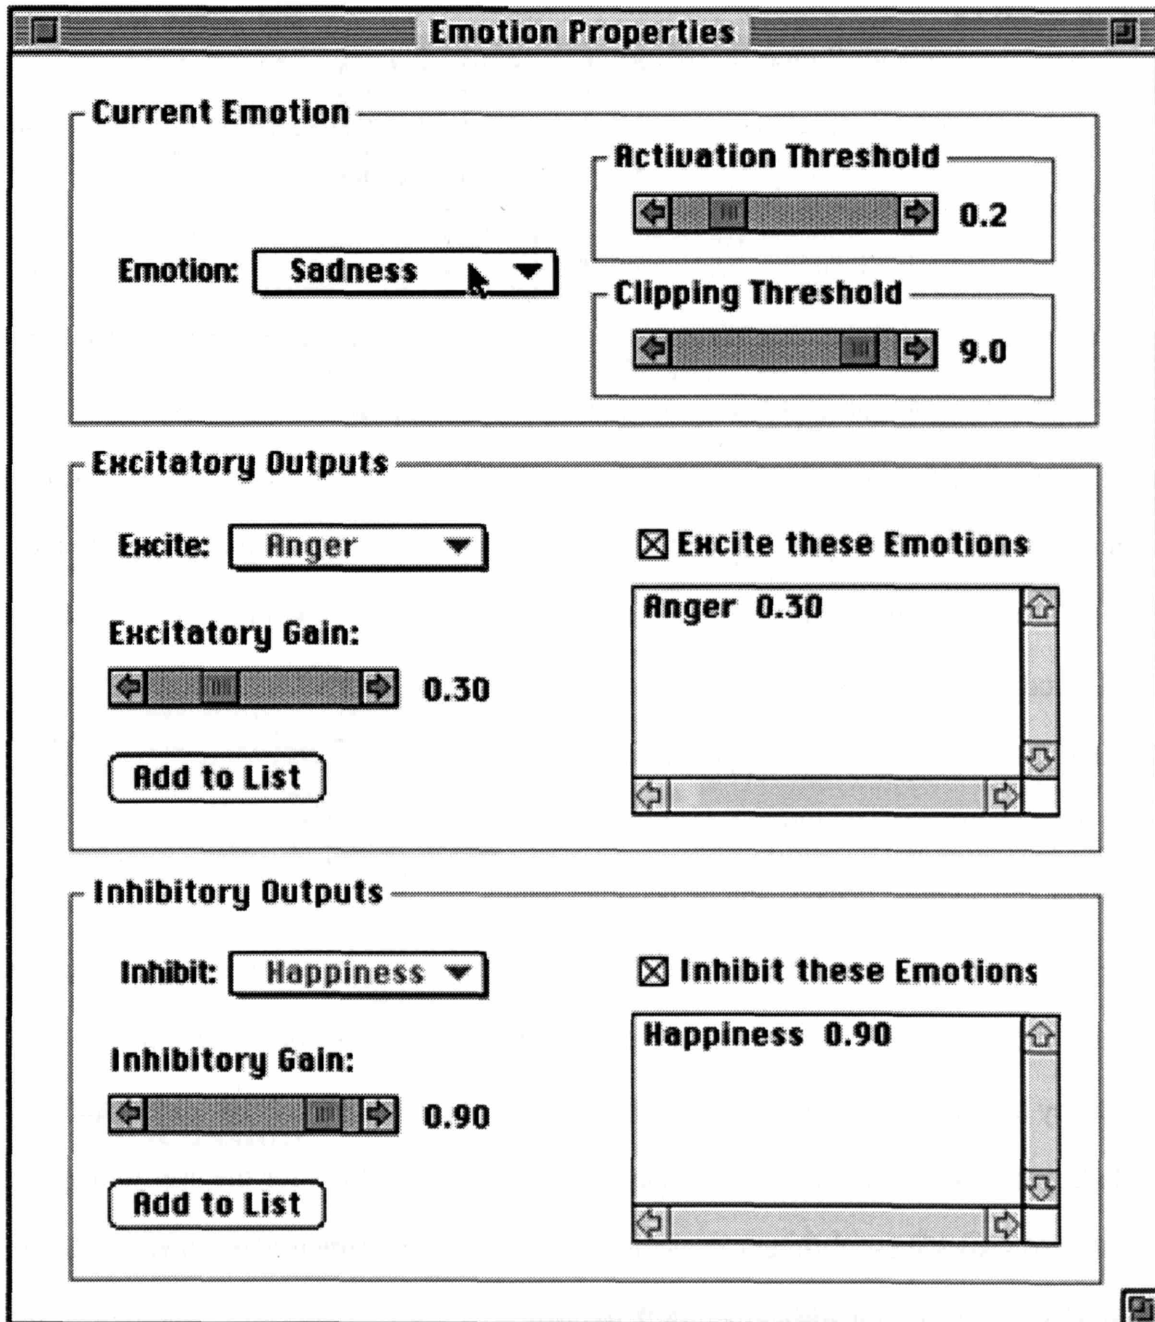 Emotion Properties
Current Emotion
Activation Threshold
0.2
Emotion: Sadness
Clipping Threshold
9.0
Excitatory Outputs
Excite: Anger
Excite these Emotions
Anger 0.30
Excitatory Gain:
0.30
Add to List
Inhibitory Outputs
Inhibit: Happiness
Inhibit these Emotions
Happiness 0.90
Inhibitory Gain:
0.90
Add to List